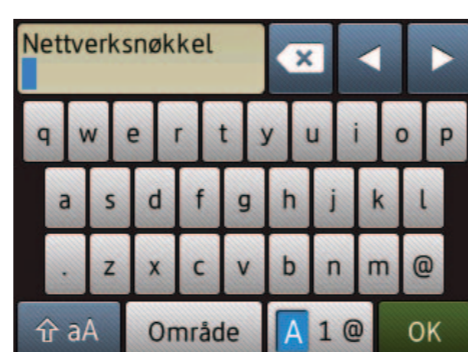 Nettverksnøkkel
q w e r t y u i o p
a s d f g h j k l
. z x c v b n m @
aA Område A 1 @ OK